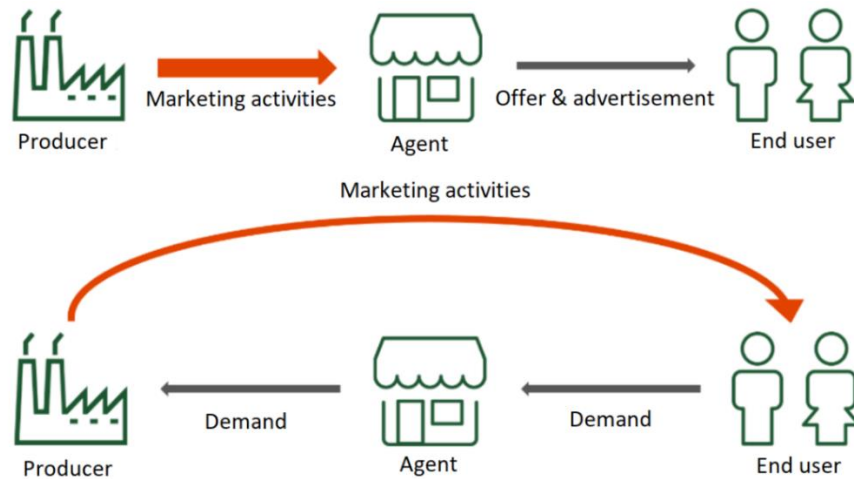 Marketing activities
Offer & advertisement
Producer
Agent
End user
Marketing activities
Demand
Demand
Producer
Agent
End user